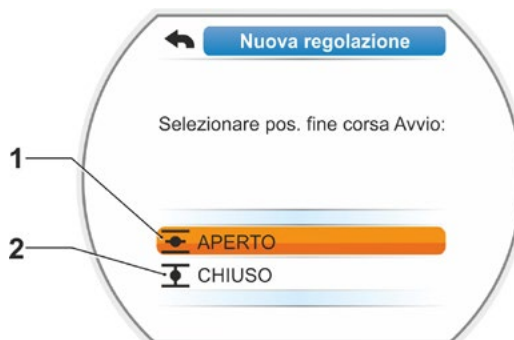 Nuova regolazione
Selezionare pos. fine corsa Avvio:
1
APERTO
2
CHIUSO